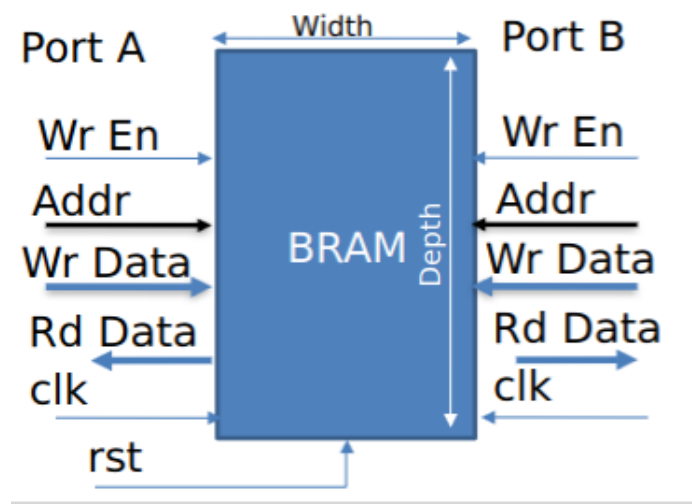 Port A
Width
Port B
Wr En
Wr En
Addr
Addr
BRAM
Depth
Wr Data
Wr Data
Rd Data
Rd Data
clk
clk
rst